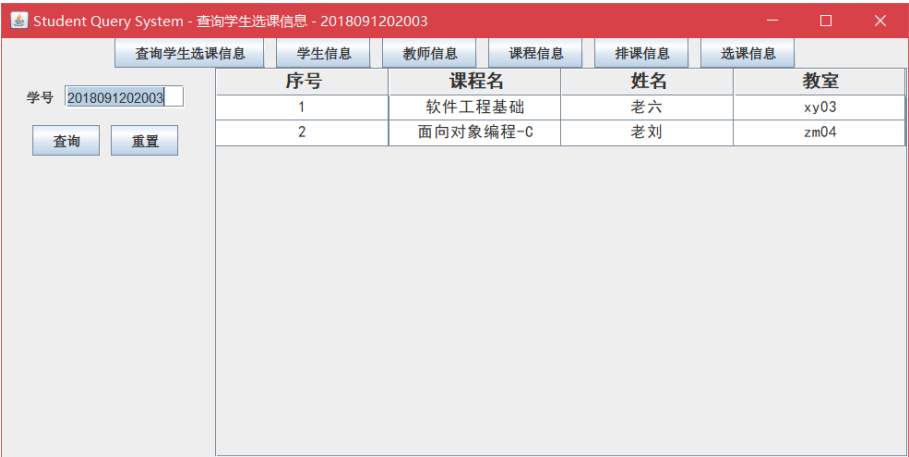 Student Query System - 查询学生选课信息 - 2018091202003
查询学生选课信息 学生信息 教师信息 课程信息 排课信息 选课信息
学号 2018091202003
查询 重置
序号 课程名 姓名 教室
1 软件工程基础 老六 xy03
2 面向对象编程-C 老刘 zm04